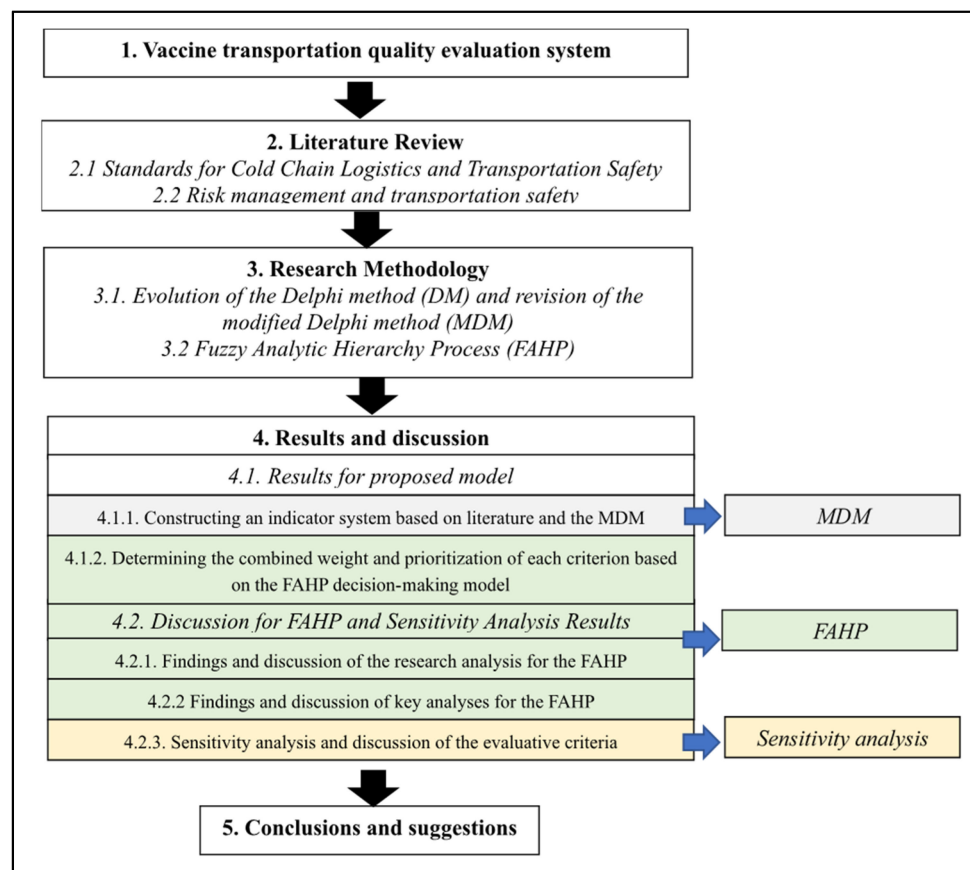 1. Vaccine transportation quality evaluation system
2. Literature Review
2.1 Standards for Cold Chain Logistics and Transportation Safety
2.2 Risk management and transportation safety
3. Research Methodology
3.1. Evolution of the Delphi method (DM) and revision of the
modified Delphi method (MDM)
3.2 Fuzzy Analytic Hierarchy Process (FAHP)
4. Results and discussion
4.1. Results for proposed model
4.1.1. Constructing an indicator system based on literature and the MDM
MDM
4.1.2. Determining the combined weight and prioritization of each criterion based
on the FAHP decision-making model
4.2. Discussion for FAHP and Sensitivity Analysis Results
FAHP
4.2.1. Findings and discussion of the research analysis for the FAHP
4.2.2 Findings and discussion of key analyses for the FAHP
4.2.3. Sensitivity analysis and discussion of the evaluative criteria
Sensitivity analysis
5. Conclusions and suggestions